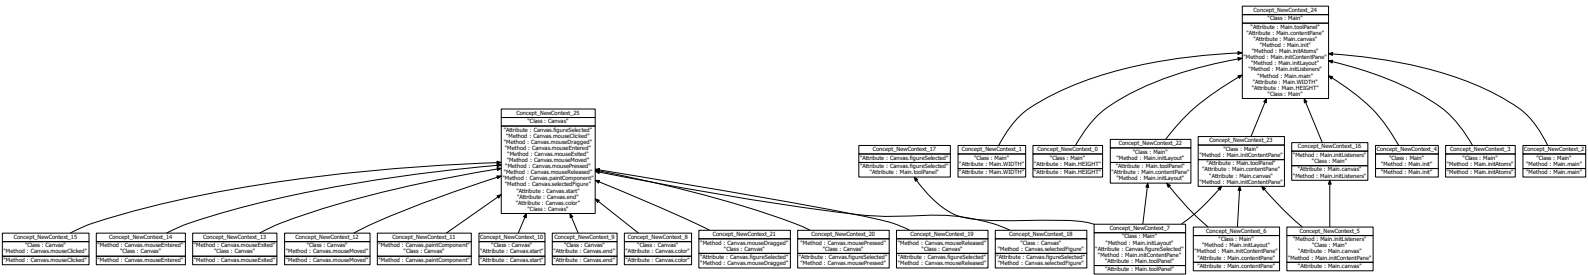 Concept_NewContext_24
"Class : Main"
"Attribute : Main.toolPanel"
"Attribute : Main.contentPane"
"Attribute : Main.canvas"
"Method : Main.init"
"Method : Main.initAtoms"
"Method : Main.initContentPane"
"Method : Main.initLayout"
"Method : Main.initListeners"
"Method : Main.main"
"Attribute : Main.WIDTH"
"Attribute : Main.HEIGHT"
"Class : Main"
Concept_NewContext_25
"Class : Canvas"
"Attribute : Canvas.figureSelected"
"Method : Canvas.mouseClicked"
"Method : Canvas.mouseDragged"
"Method : Canvas.mouseEntered"
"Method : Canvas.mouseExited"
"Method : Canvas.mouseMoved"
"Method : Canvas.mousePressed"
"Method : Canvas.mouseReleased"
"Method : Canvas.paintComponent"
"Method : Canvas.selectedFigure"
"Attribute : Canvas.start"
"Attribute : Canvas.end"
"Attribute : Canvas.color"
"Class : Canvas"
Concept_NewContext_17
"Attribute : Canvas.figureSelected"
"Attribute : Canvas.figureSelected"
"Attribute : Main.toolPanel"
Concept_NewContext_1
"Class : Main"
"Attribute : Main.WIDTH"
"Attribute : Main.WIDTH"
Concept_NewContext_0
"Class : Main"
"Attribute : Main.HEIGHT"
"Attribute : Main.HEIGHT"
Concept_NewContext_22
"Class : Main"
"Method : Main.initLayout"
"Attribute : Main.toolPanel"
"Attribute : Main.contentPane"
"Method : Main.initLayout"
Concept_NewContext_23
"Class : Main"
"Method : Main.initContentPane"
"Attribute : Main.toolPanel"
"Attribute : Main.contentPane"
"Attribute : Main.canvas"
"Method : Main.initContentPane"
Concept_NewContext_16
"Method : Main.initListeners"
"Class : Main"
"Attribute : Main.canvas"
"Method : Main.initListeners"
Concept_NewContext_4
"Class : Main"
"Method : Main.init"
"Method : Main.init"
Concept_NewContext_3
"Class : Main"
"Method : Main.initAtoms"
"Method : Main.initAtoms"
Concept_NewContext_2
"Class : Main"
"Method : Main.main"
"Method : Main.main"
Concept_NewContext_15
"Class : Canvas"
"Method : Canvas.mouseClicked"
"Method : Canvas.mouseClicked"
Concept_NewContext_14
"Method : Canvas.mouseEntered"
"Class : Canvas"
"Method : Canvas.mouseEntered"
Concept_NewContext_13
"Method : Canvas.mouseExited"
"Class : Canvas"
"Method : Canvas.mouseExited"
Concept_NewContext_12
"Class : Canvas"
"Method : Canvas.mouseMoved"
"Method : Canvas.mouseMoved"
Concept_NewContext_11
"Method : Canvas.paintComponent"
"Class : Canvas"
"Method : Canvas.paintComponent"
Concept_NewContext_10
"Class : Canvas"
"Attribute : Canvas.start"
"Attribute : Canvas.start"
Concept_NewContext_9
"Class : Canvas"
"Attribute : Canvas.end"
"Attribute : Canvas.end"
Concept_NewContext_8
"Class : Canvas"
"Attribute : Canvas.color"
"Attribute : Canvas.color"
Concept_NewContext_21
"Method : Canvas.mouseDragged"
"Class : Canvas"
"Attribute : Canvas.figureSelected"
"Method : Canvas.mouseDragged"
Concept_NewContext_20
"Method : Canvas.mousePressed"
"Class : Canvas"
"Attribute : Canvas.figureSelected"
"Method : Canvas.mousePressed"
Concept_NewContext_19
"Method : Canvas.mouseReleased"
"Class : Canvas"
"Attribute : Canvas.figureSelected"
"Method : Canvas.mouseReleased"
Concept_NewContext_18
"Class : Canvas"
"Method : Canvas.selectedFigure"
"Attribute : Canvas.figureSelected"
"Method : Canvas.selectedFigure"
Concept_NewContext_7
"Class : Main"
"Method : Main.initLayout"
"Attribute : Canvas.figureSelected"
"Method : Main.initContentPane"
"Attribute : Main.toolPanel"
"Attribute : Main.toolPanel"
Concept_NewContext_6
"Class : Main"
"Method : Main.initLayout"
"Method : Main.initContentPane"
"Attribute : Main.contentPane"
"Attribute : Main.contentPane"
Concept_NewContext_5
"Method : Main.initListeners"
"Class : Main"
"Attribute : Main.canvas"
"Method : Main.initContentPane"
"Attribute : Main.canvas"